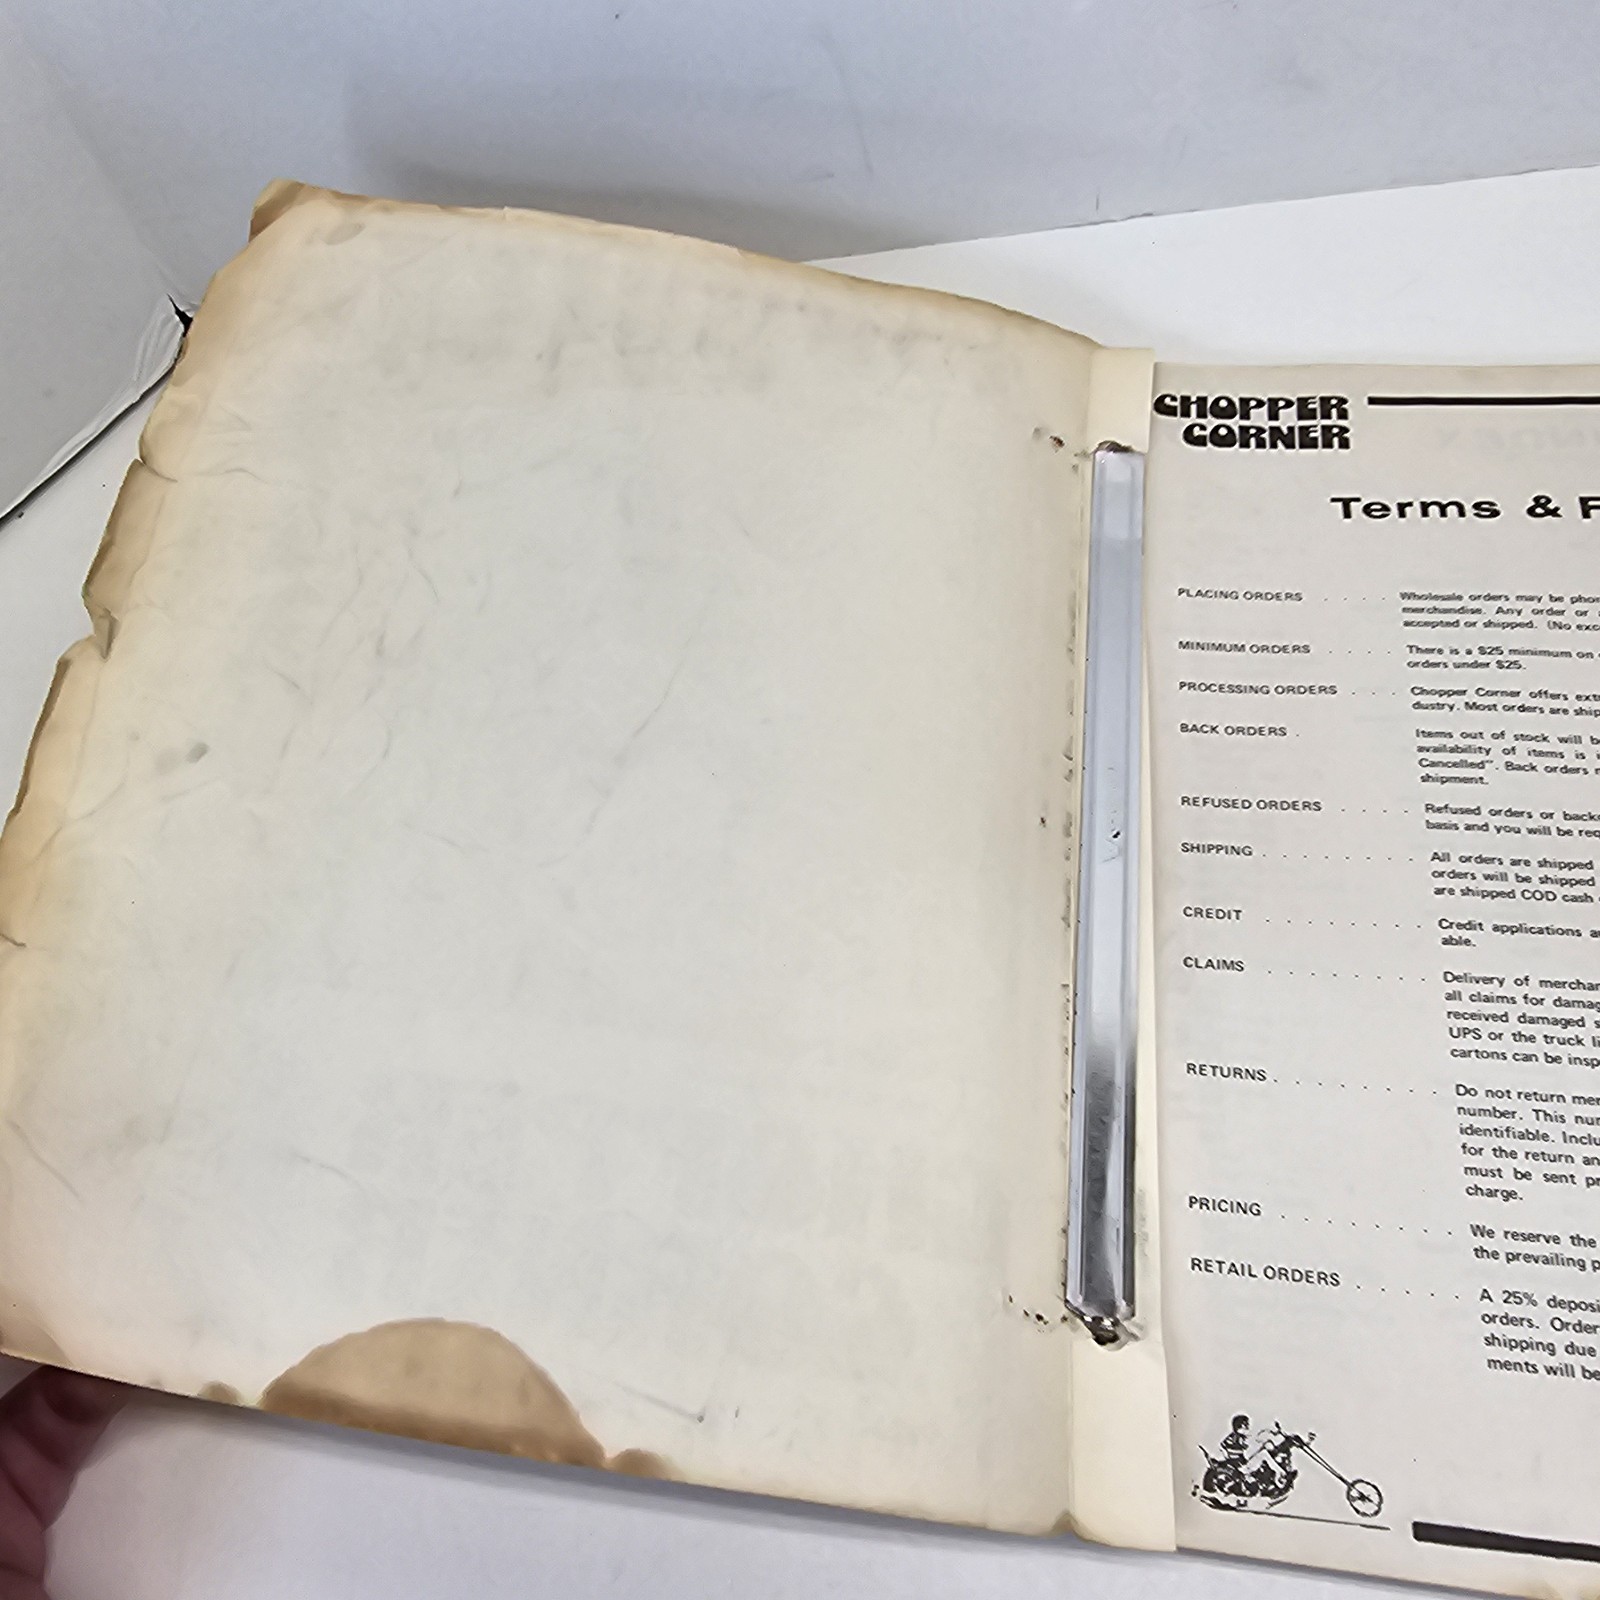 CHOPPER
CORNER
Terms & F
PLACING ORDERS . . . . Wholesale orders may be phon
merchandise. Any order or
accepted or shipped. (No exc
MINIMUM ORDERS . . . . There is a $25 minimum on
orders under $25.
PROCESSING ORDERS . . . Chopper Corner offers extr
dustry. Most orders are ship
BACK ORDERS . Items out of stock will b
availability of items is i
Cancelled". Back orders
shipment.
REFUSED ORDERS . . . . Refused orders or back
basis and you will be req
SHIPPING . . . . . . . . All orders are shipped
orders will be shipped
are shipped COD cash
CREDIT . . . . . . . . Credit applications a
able.
CLAIMS . . . . . . . . Delivery of merchan
all claims for damag
received damaged s
UPS or the truck li
cartons can be insp
RETURNS . . . . . . . . Do not return mer
number. This nur
identifiable. Inclu
for the return an
must be sent pr
charge.
PRICING . . . . . . . . We reserve the
the prevailing p
RETAIL ORDERS . . . . . A 25% deposi
orders. Order
shipping due
ments will be